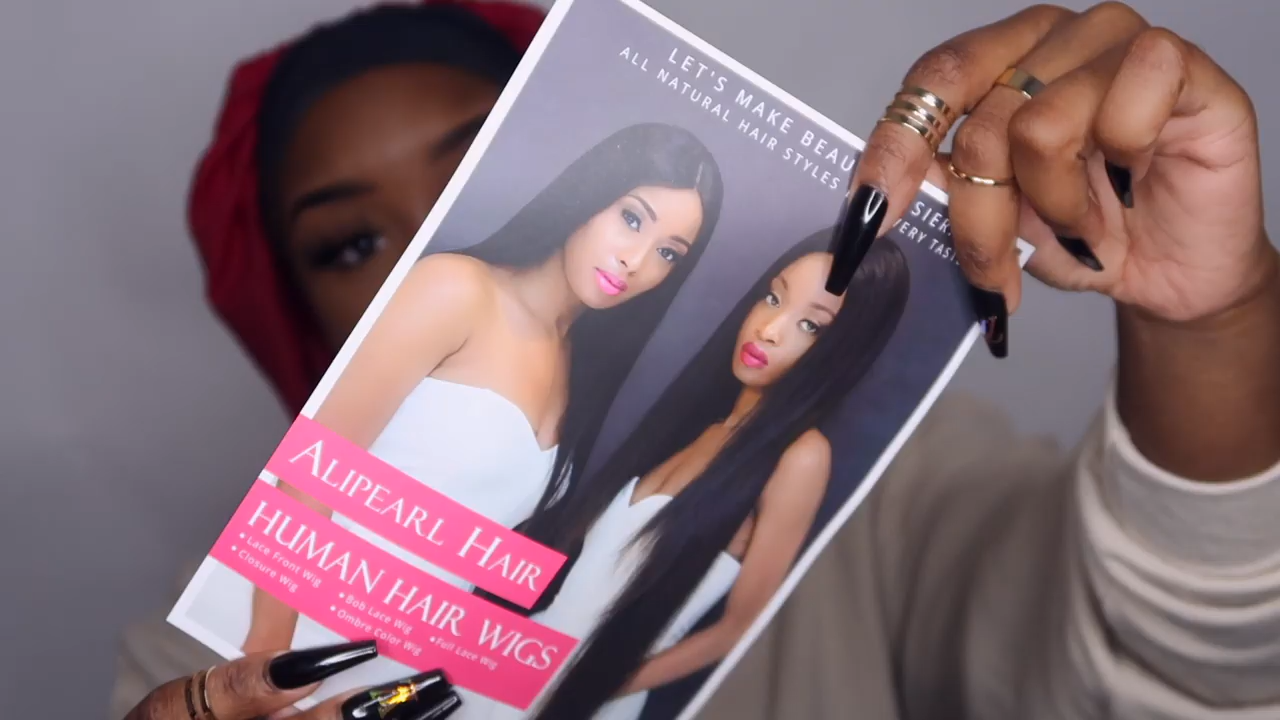 LET'S MAKE BEAU
ALL NATURAL HAIR STYLES
ALIPEARL HAIR
HUMAN HAIR WIGS
• Lace Front Wig
• Closure Wig
• Bob Lace Wig
• Ombre Color Wig
• Full Lace Wig